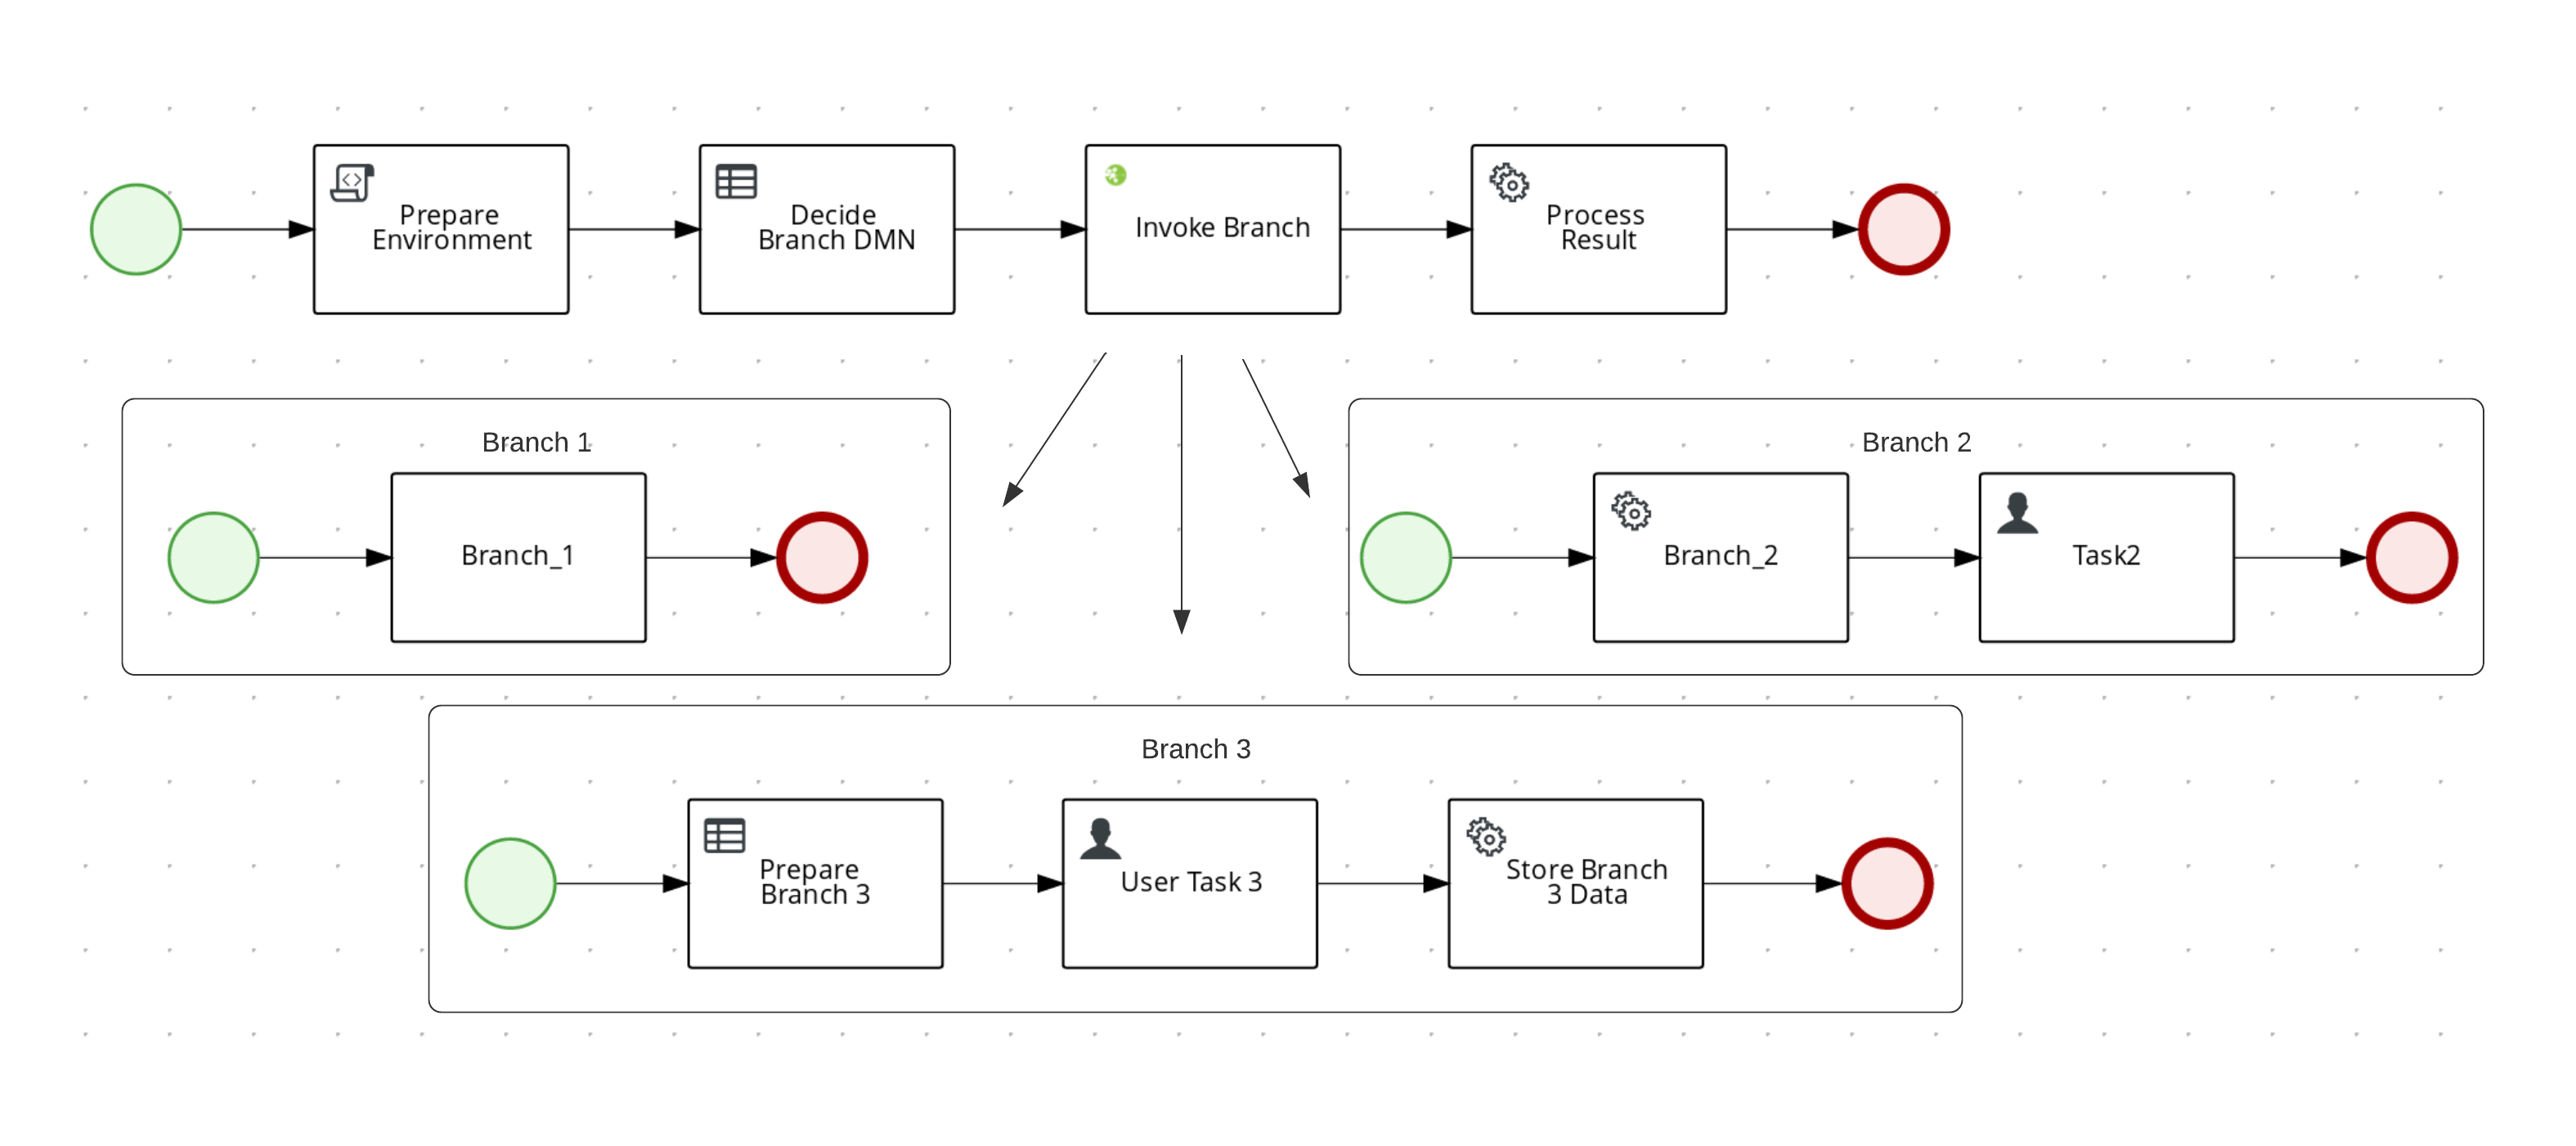 Prepare
Environment
Decide
Branch DMN
Invoke Branch
Process
Result
Branch 1
Branch_1
Branch 2
Branch_2
Task2
Branch 3
Prepare
Branch 3
User Task 3
Store Branch
3 Data